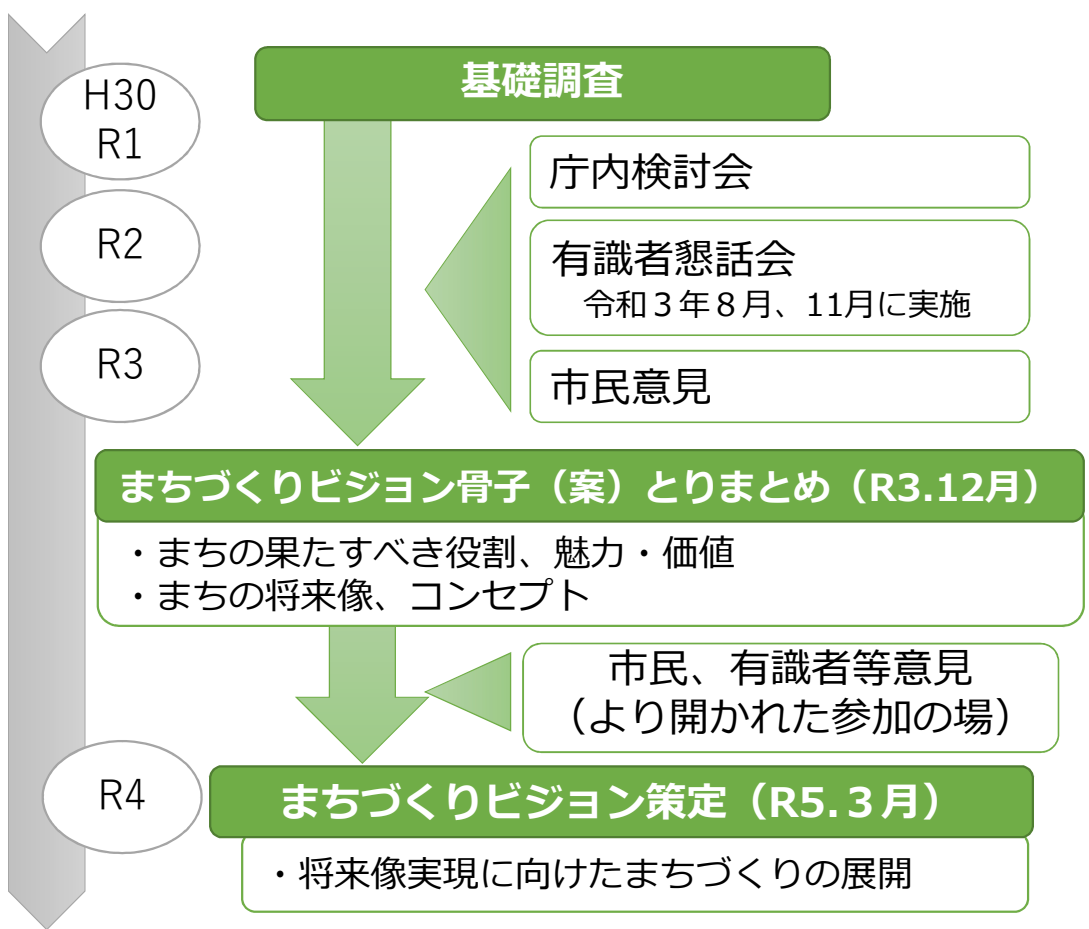 H30
R1
基礎調査
庁内検討会
R2
有識者懇話会
令和３年８月、11月に実施
R3
市民意見
まちづくりビジョン骨子（案）とりまとめ（R3.12月）
・まちの果たすべき役割、魅力・価値
・まちの将来像、コンセプト
市民、有識者等意見
（より開かれた参加の場）
R4
まちづくりビジョン策定（R5.３月）
・将来像実現に向けたまちづくりの展開